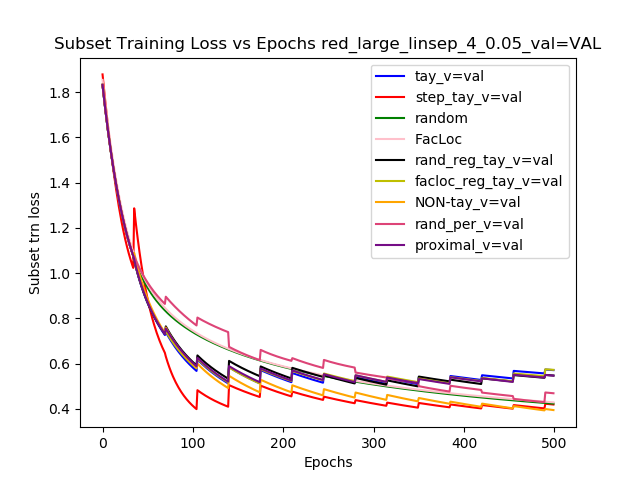 Subset Training Loss vs Epochs red_large_linsep_4_0.05_val=VAL
Subset trn loss
1.8
1.6
1.4
1.2
1.0
0.8
0.6
0.4
tay_v=val
step_tay_v=val
random
FacLoc
rand_reg_tay_v=val
facloc_reg_tay_v=val
NON-tay_v=val
rand_per_v=val
proximal_v=val
0 100 200 300 400 500
Epochs